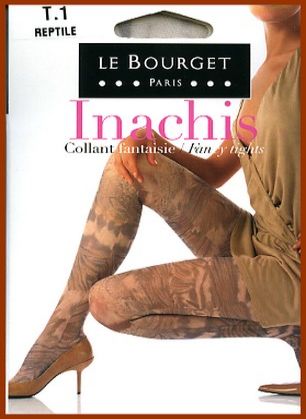 T.1
REPTILE
LE BOURGET
PARIS
Inachis
Collant fantaisie / Fancy tights